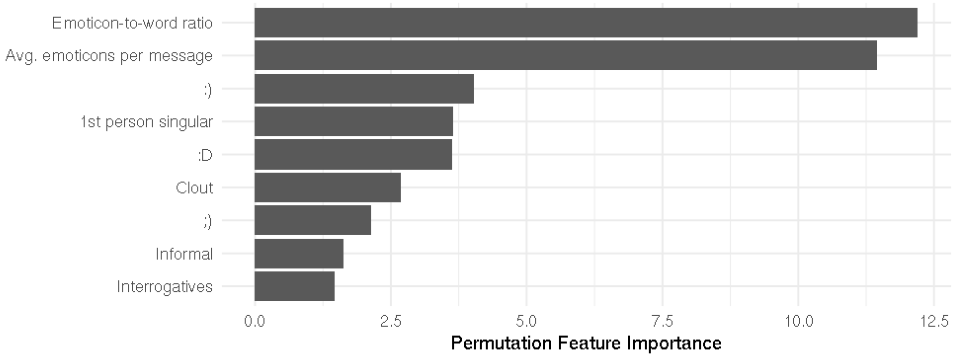 Emoticon-to-word ratio
Avg. emoticons per message
:)
1st person singular
:D
Clout
;)
Informal
Interrogatives
0.0 2.5 5.0 7.5 10.0 12.5
Permutation Feature Importance